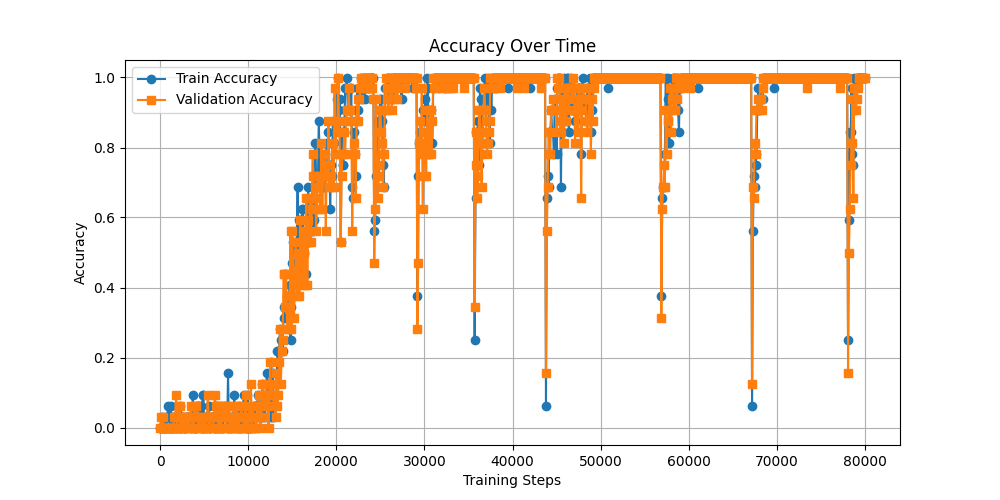 Accuracy Over Time
Train Accuracy
Validation Accuracy
1.0
0.8
0.6
0.4
0.2
0.0
Accuracy
0 10000 20000 30000 40000 50000 60000 70000 80000
Training Steps